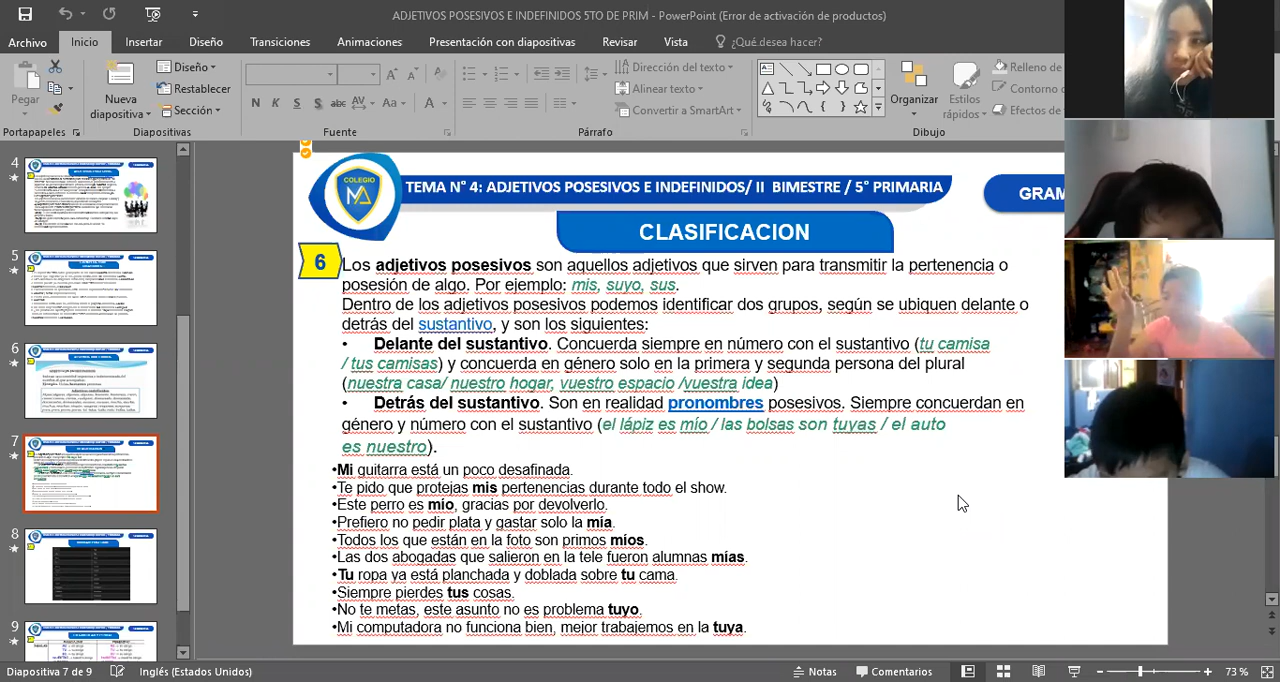 ADJETIVOS POSESIVOS E INDEFINIDOS 5TO DE PRIM - PowerPoint (Error de activación de productos)
Archivo Inicio Insertar Diseño Transiciones Animaciones Presentación con diapositivas Revisar Vista ¿Qué desea hacer?
Pegar
Nueva diapositiva
Diseño
Restablecer
Sección
N K S S abc AV Aa A
Dirección del texto
Alinear texto
Convertir a SmartArt
Organizar
Estilos rápidos
Relleno de
Contorno
Efectos de
Portapapeles Diapositivas Fuente Párrafo Dibujo
4
5
6
7
8
9
COLEGIO
TEMA N° 4: ADJETIVOS POSESIVOS E INDEFINIDOS/ I BIMESTRE / 5° PRIMARIA
GRAM
CLASIFICACION
6
Los adjetivos posesivos son aquellos adjetivos que sirven para transmitir la pertenencia o
posesión de algo. Por ejemplo: mis, suyo, sus.
Dentro de los adjetivos posesivos podemos identificar dos grupos, según se ubiquen delante o
detrás del sustantivo, y son los siguientes:
• Delante del sustantivo. Concuerda siempre en número con el sustantivo (tu camisa
/ tus camisas) y concuerda en género solo en la primera y segunda persona del plural
(nuestra casa/ nuestro hogar, vuestro espacio /vuestra idea)
• Detrás del sustantivo. Son en realidad pronombres posesivos. Siempre concuerdan en
género y número con el sustantivo (el lápiz es mío / las bolsas son tuyas / el auto
es nuestro).
•Mi guitarra está un poco desafinada.
•Te pido que protejas mis pertenencias durante todo el show.
•Este perro es mío, gracias por devolverlo.
•Prefiero no pedir plata y gastar solo la mía.
•Todos los que están en la foto son primos míos.
•Las dos abogadas que salieron en la tele fueron alumnas mías.
•Tu ropa ya está planchada y doblada sobre tu cama.
•Siempre pierdes tus cosas.
•No te metas, este asunto no es problema tuyo.
•Mi computadora no funciona bien, mejor trabajemos en la tuya.
Diapositiva 7 de 9 Inglés (Estados Unidos) Notas Comentarios 73 %